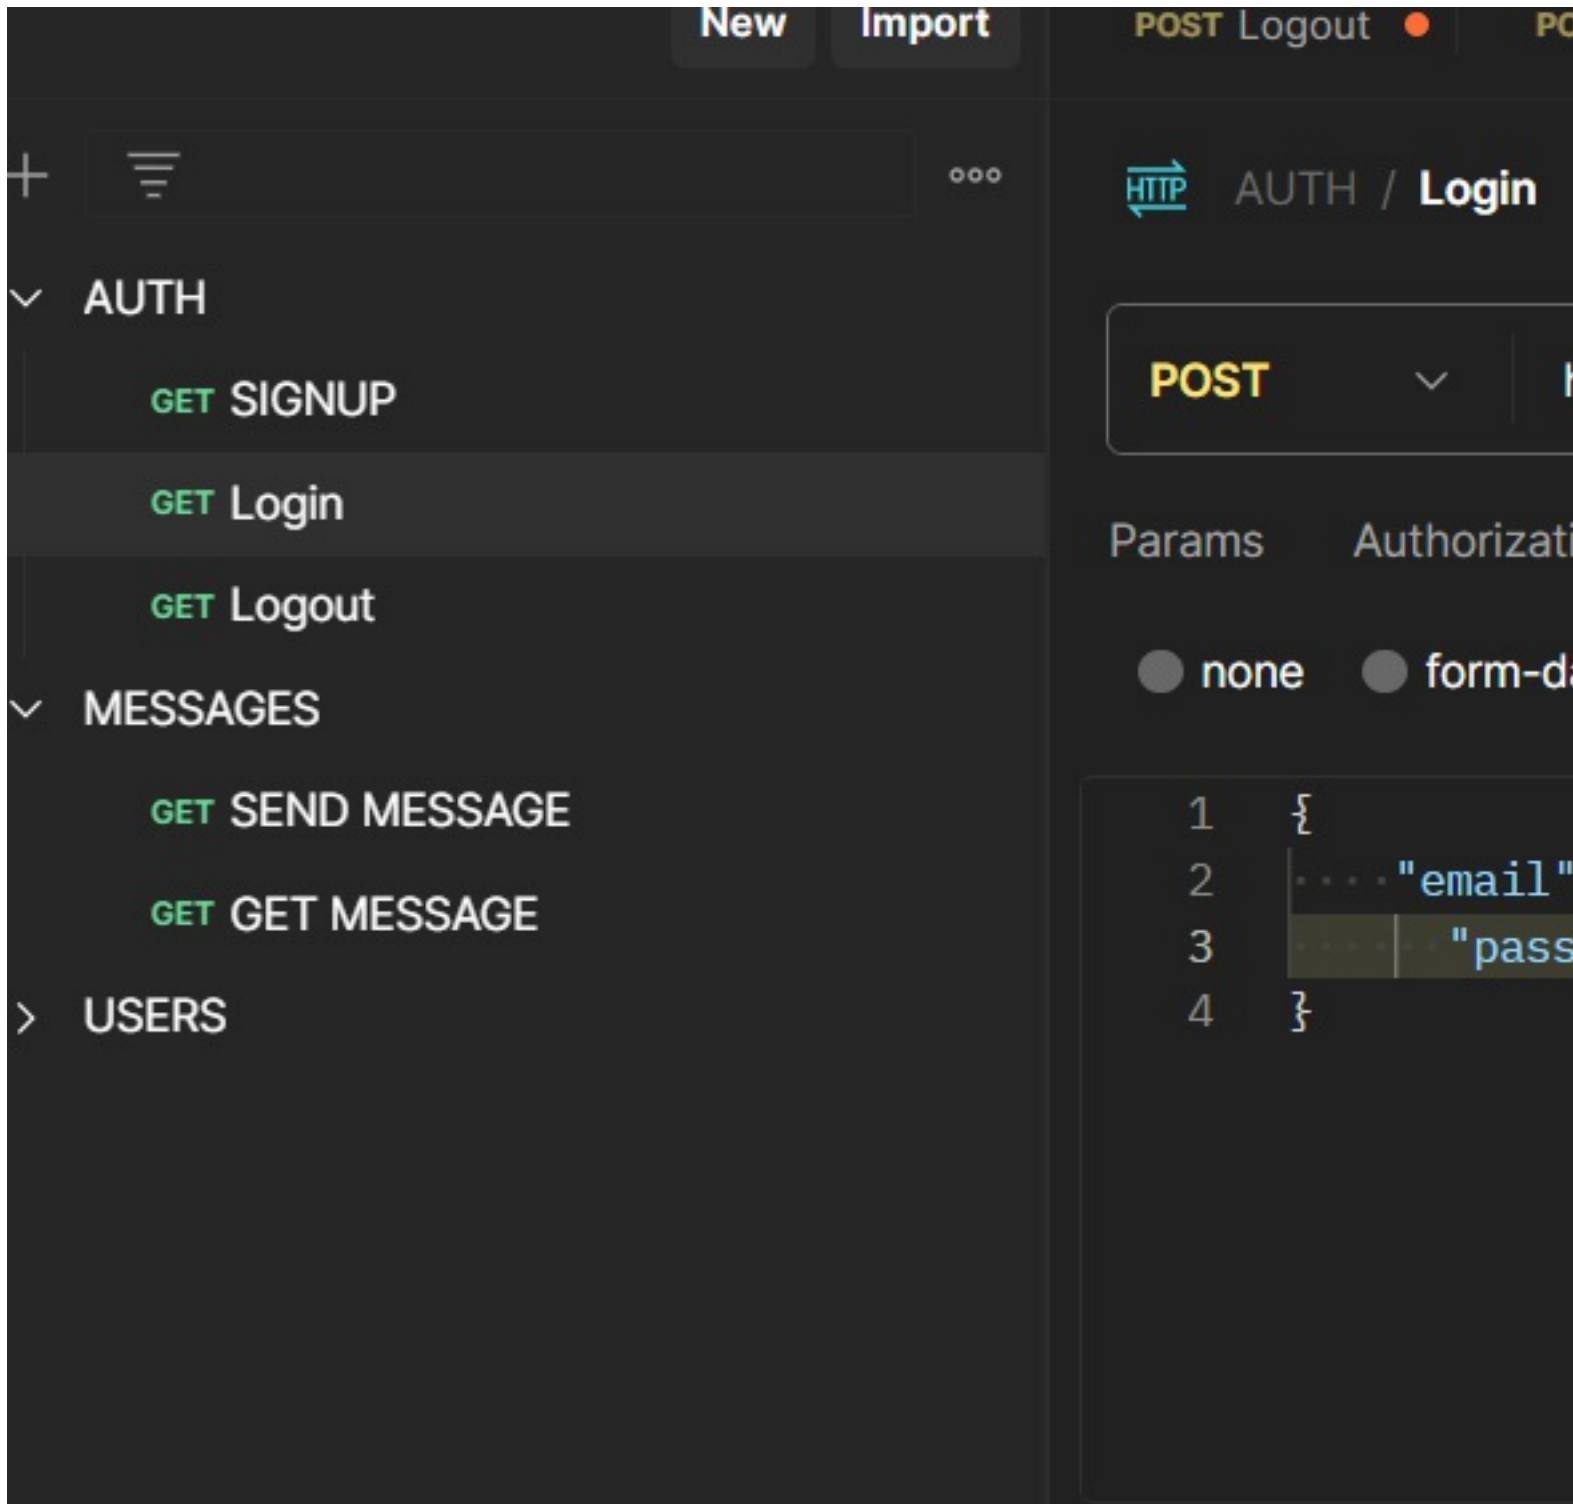 New Import
POST Logout
HTTP AUTH / Login
AUTH
GET SIGNUP
GET Login
GET Logout
MESSAGES
GET SEND MESSAGE
GET GET MESSAGE
USERS
POST
Params
none
1 {
2 "email"
3
4 }